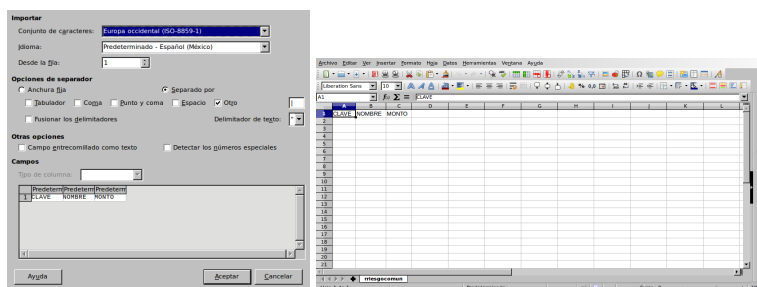 Importar
Conjunto de caracteres: Europa occidental (ISO-8859-1)
Idioma: Predeterminado - Español (México)
Desde la fila: 1
Opciones de separador
Anchura fija Separado por
Tabulador Coma Punto y coma Espacio Otro |
Fusionar los delimitadores Delimitador de texto: "
Otras opciones
Campo entrecomillado como texto Detectar los números especiales
Campos
Tipo de columna:
Predetern Predetern Predetern
1 CLAVE NOMBRE MONTO
Ayuda Aceptar Cancelar
Archivo Editar Ver Insertar Formato Hoja Datos Herramientas Ventana Ayuda
Liberation Sans 10
A1 CLAVE
A B C D E F G H I J K L
1 CLAVE NOMBRE MONTO
2
3
4
5
6
7
8
9
10
11
12
13
14
15
16
17
18
19
20
21
rriesgocomun